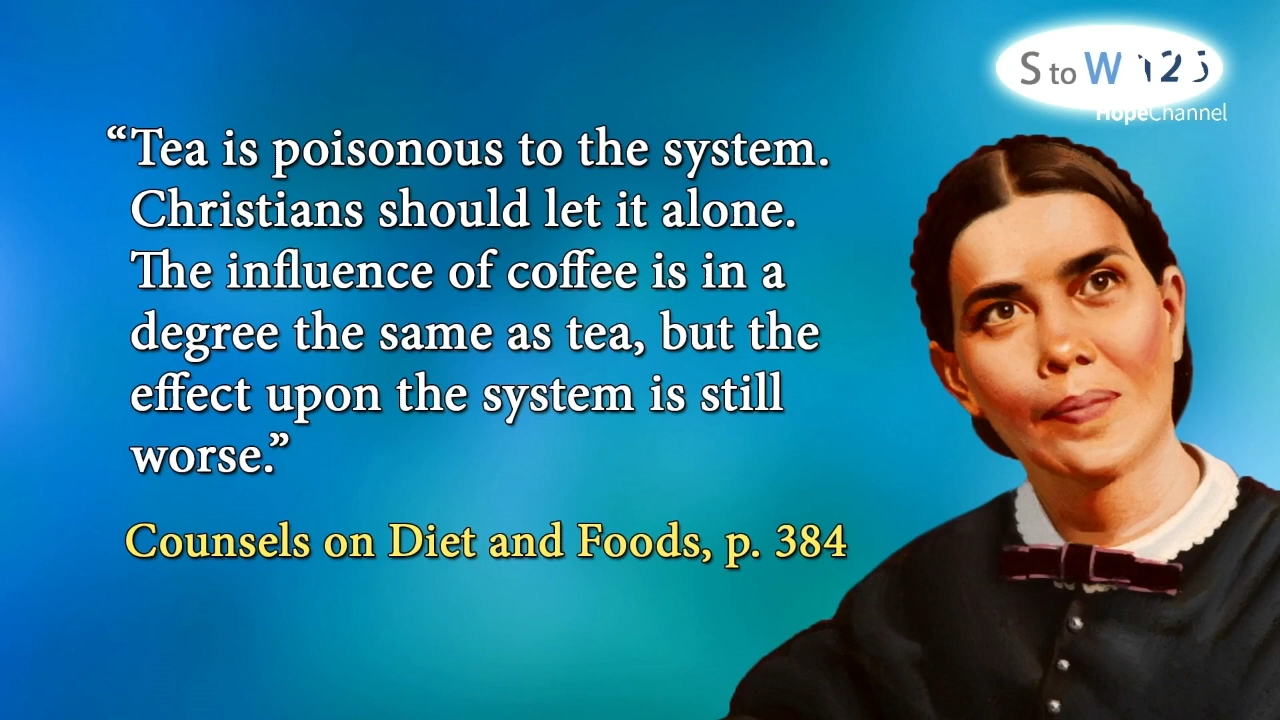 S to W 125
HopeChannel
“Tea is poisonous to the system.
Christians should let it alone.
The influence of coffee is in a
degree the same as tea, but the
effect upon the system is still
worse.”
Counsels on Diet and Foods, p. 384